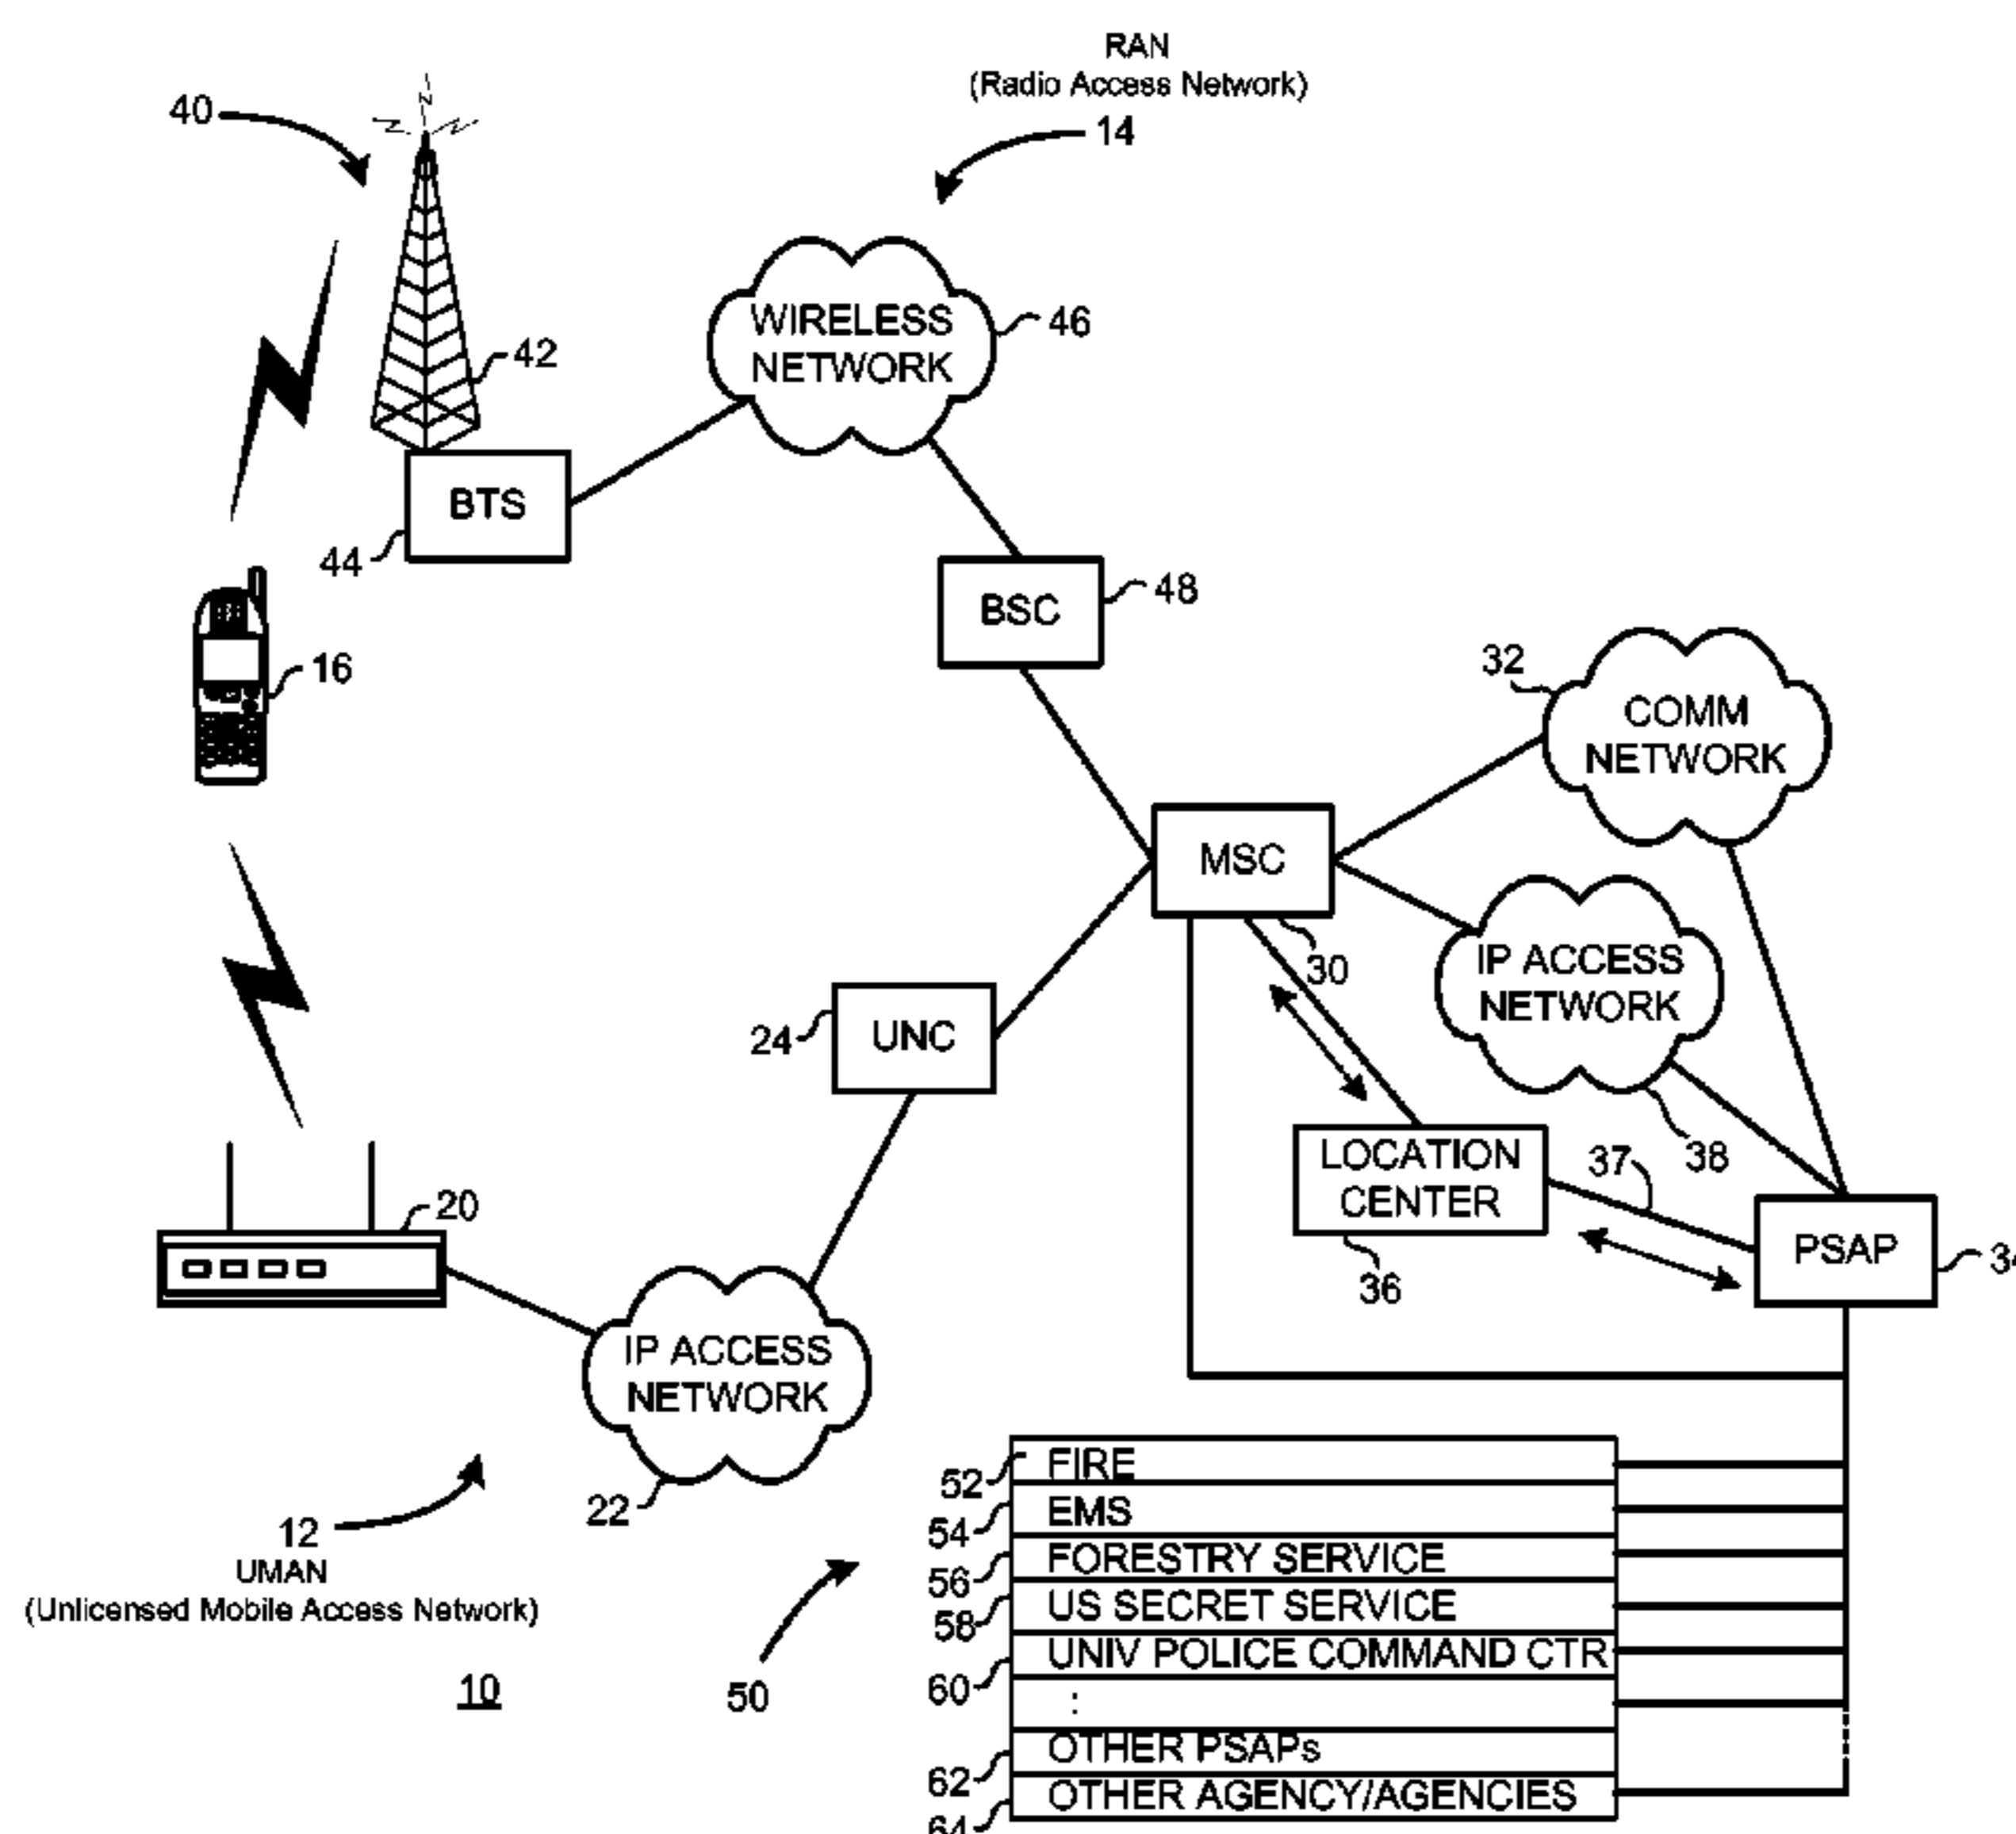 RAN
(Radio Access Network)
14
40
42
WIRELESS
NETWORK
46
BTS
44
BSC
48
16
32
COMM
NETWORK
MSC
30
IP ACCESS
NETWORK
38
24
UNC
LOCATION
CENTER
36
37
PSAP
20
IP ACCESS
NETWORK
22
12
UMAN
(Unlicensed Mobile Access Network)
10
50
52 FIRE
54 EMS
56 FORESTRY SERVICE
58 US SECRET SERVICE
60 UNIV POLICE COMMAND CTR
:
62 OTHER PSAPs
64 OTHER AGENCY/AGENCIES